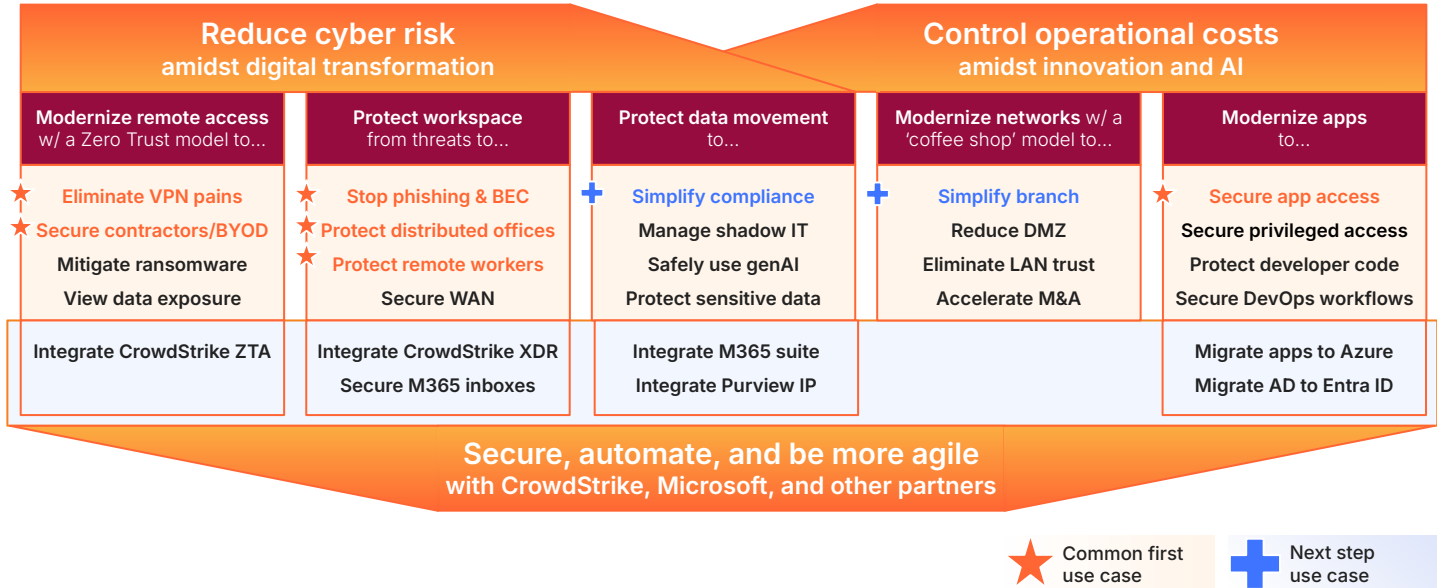 Reduce cyber risk
amidst digital transformation
Control operational costs
amidst innovation and AI
Modernize remote access
w/ a Zero Trust model to...
Eliminate VPN pains
Secure contractors/BYOD
Mitigate ransomware
View data exposure
Integrate CrowdStrike ZTA
Protect workspace
from threats to...
Stop phishing & BEC
Protect distributed offices
Protect remote workers
Secure WAN
Integrate CrowdStrike XDR
Secure M365 inboxes
Protect data movement
to...
Simplify compliance
Manage shadow IT
Safely use genAI
Protect sensitive data
Integrate M365 suite
Integrate Purview IP
Modernize networks w/ a
‘coffee shop’ model to...
Simplify branch
Reduce DMZ
Eliminate LAN trust
Accelerate M&A
Modernize apps
to...
Secure app access
Secure privileged access
Protect developer code
Secure DevOps workflows
Migrate apps to Azure
Migrate AD to Entra ID
Secure, automate, and be more agile
with CrowdStrike, Microsoft, and other partners
Common first
use case
Next step
use case